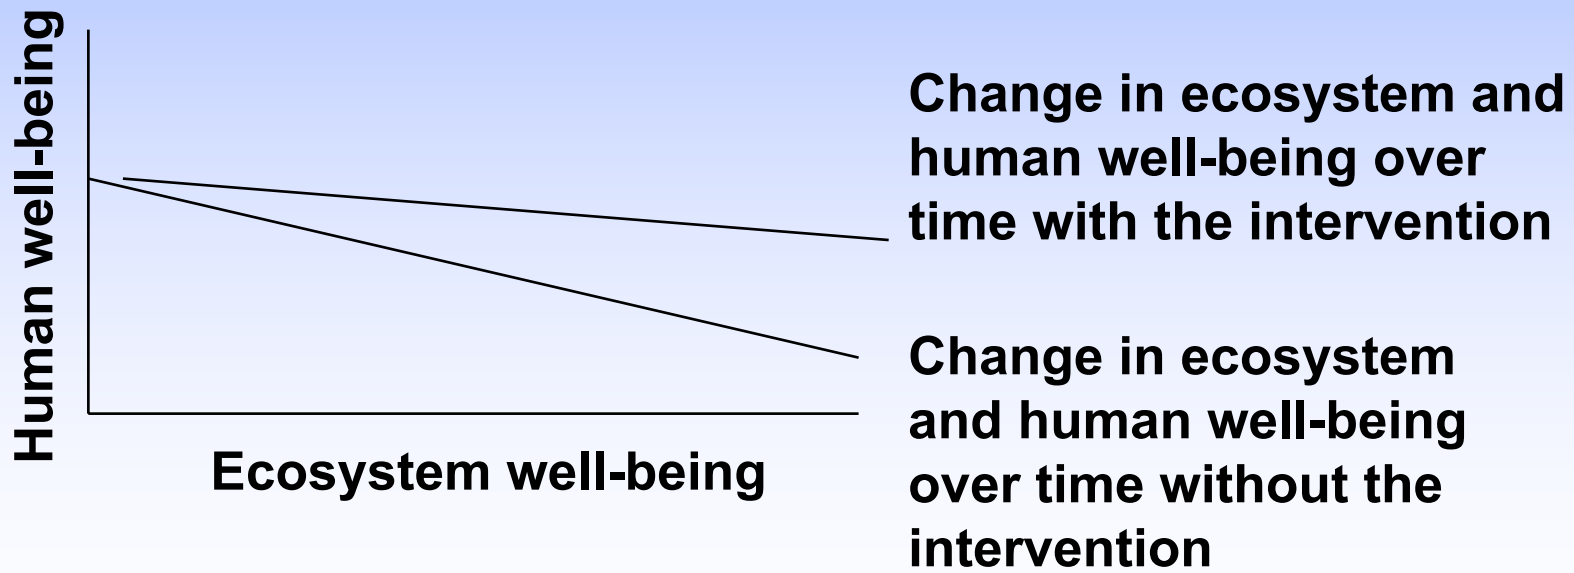 Human well-being
Change in ecosystem and
human well-being over
time with the intervention
Change in ecosystem
and human well-being
over time without the
intervention
Ecosystem well-being